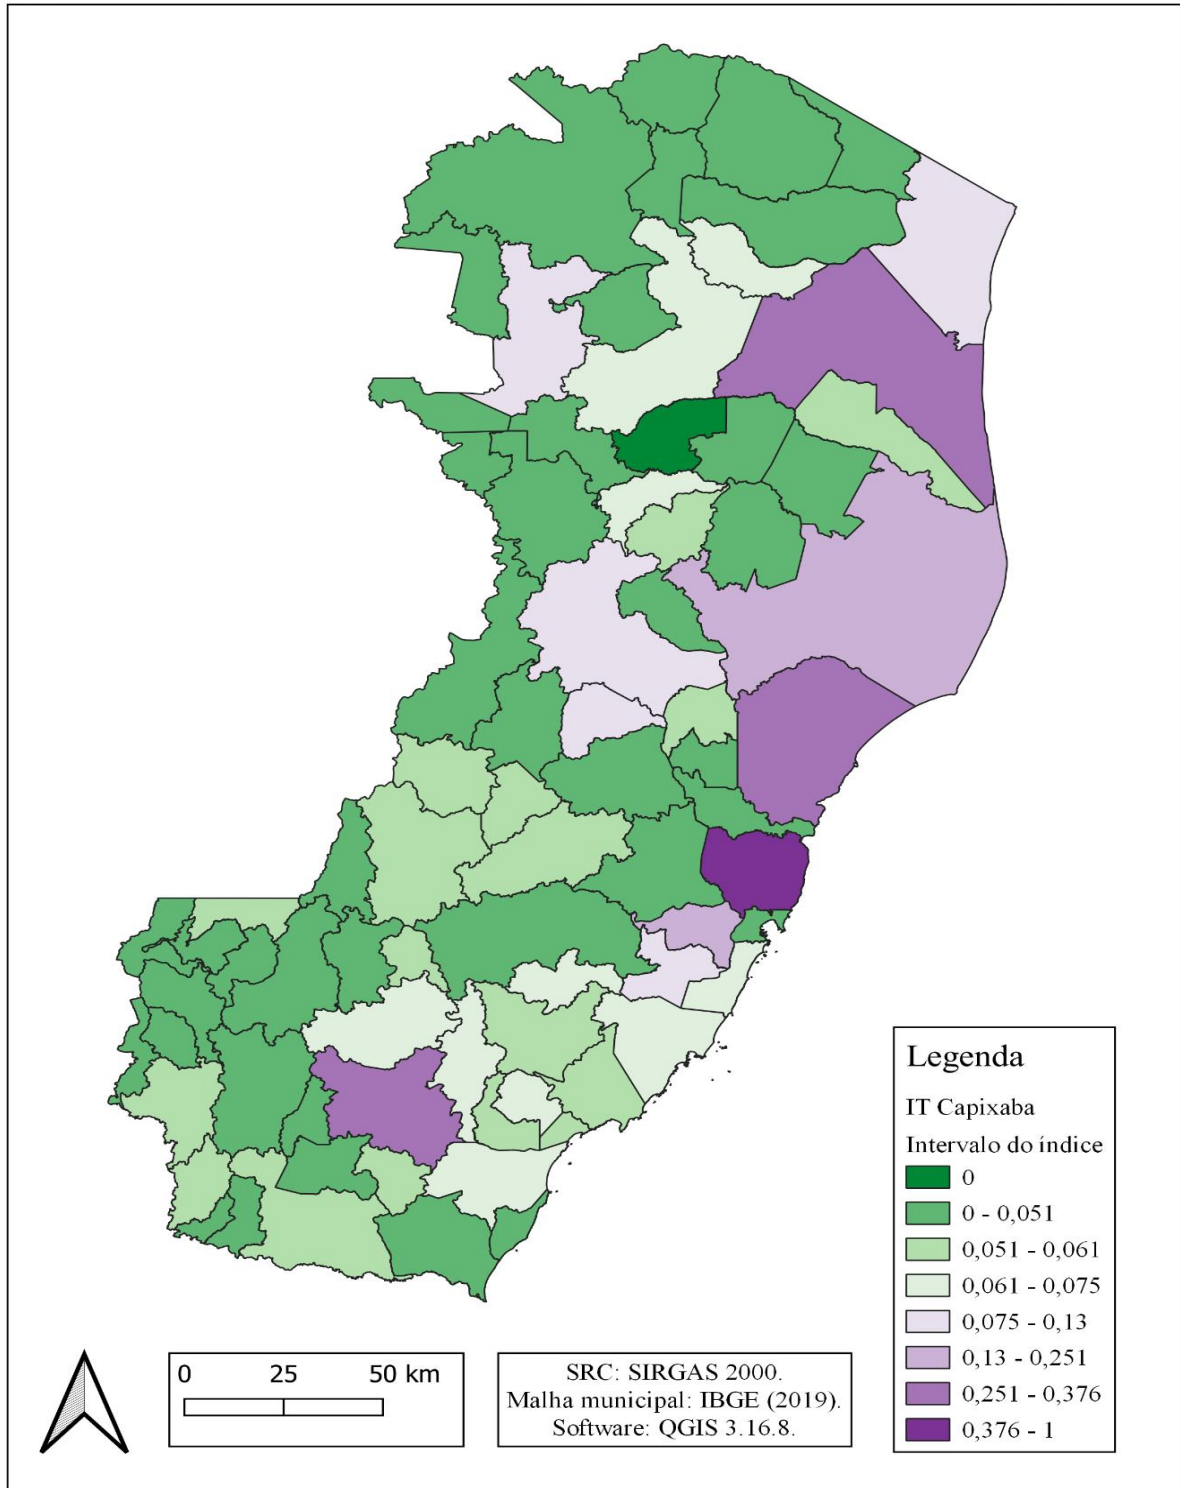 Legenda
IT Capixaba
Intervalo do índice
0
0 - 0,051
0,051 - 0,061
0,061 - 0,075
0,075 - 0,13
0,13 - 0,251
0,251 - 0,376
0,376 - 1
0 25 50 km
SRC: SIRGAS 2000.
Malha municipal: IBGE (2019).
Software: QGIS 3.16.8.